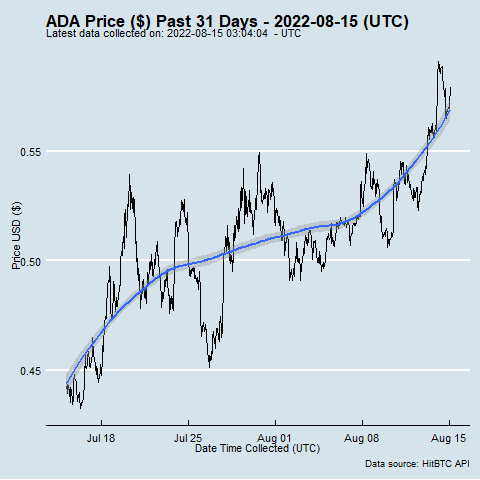 ADA Price ($) Past 31 Days - 2022-08-15 (UTC)
Latest data collected on: 2022-08-15 03:04:04 - UTC
0.55
0.50
0.45
Price USD ($)
Jul 18 Jul 25 Aug 01 Aug 08 Aug 15
Date Time Collected (UTC)
Data source: HitBTC API